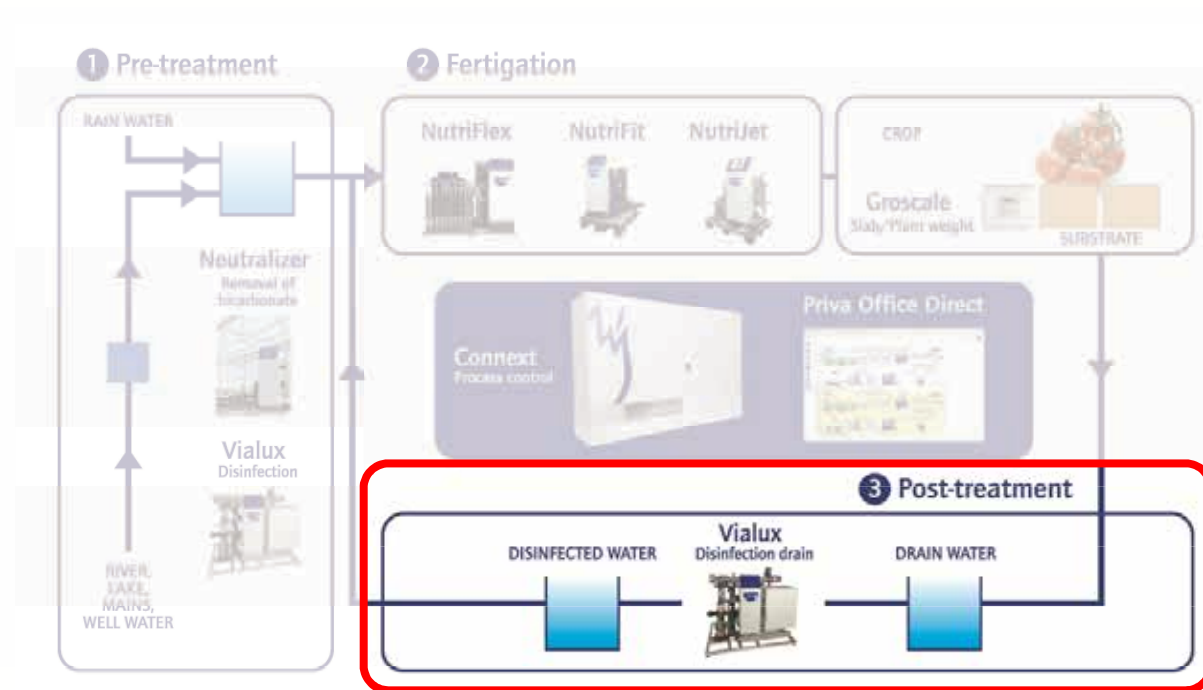 1 Pre-treatment
RAIN WATER
Neutralizer
Removal of
bicarbonate
Vialux
Disinfection
RIVER,
LAKE,
MAINS,
WELL WATER
2 Fertigation
NutriFlex
NutriFit
NutriJet
CROP
Groscale
Slab/Plant weight
SUBSTRATE
Connext
Process control
Priva Office Direct
3 Post-treatment
DISINFECTED WATER
Vialux
Disinfection drain
DRAIN WATER